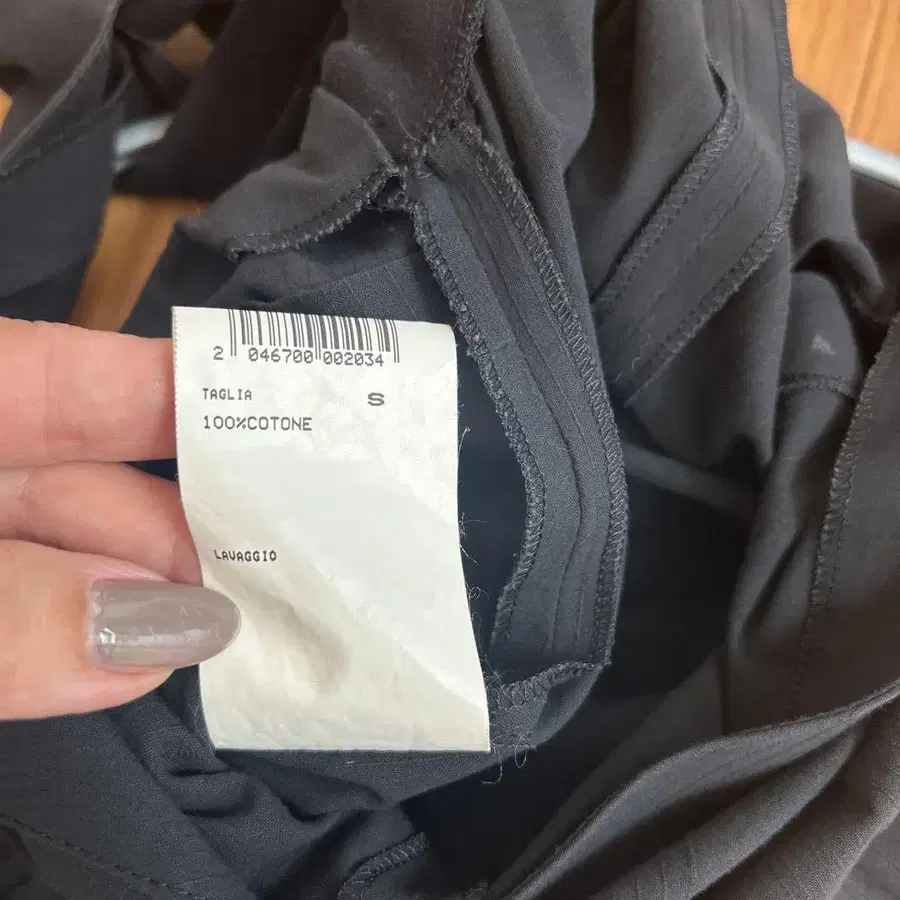 2 046700 002034
TAGLIA S
100%COTONE
LAVAGGIO